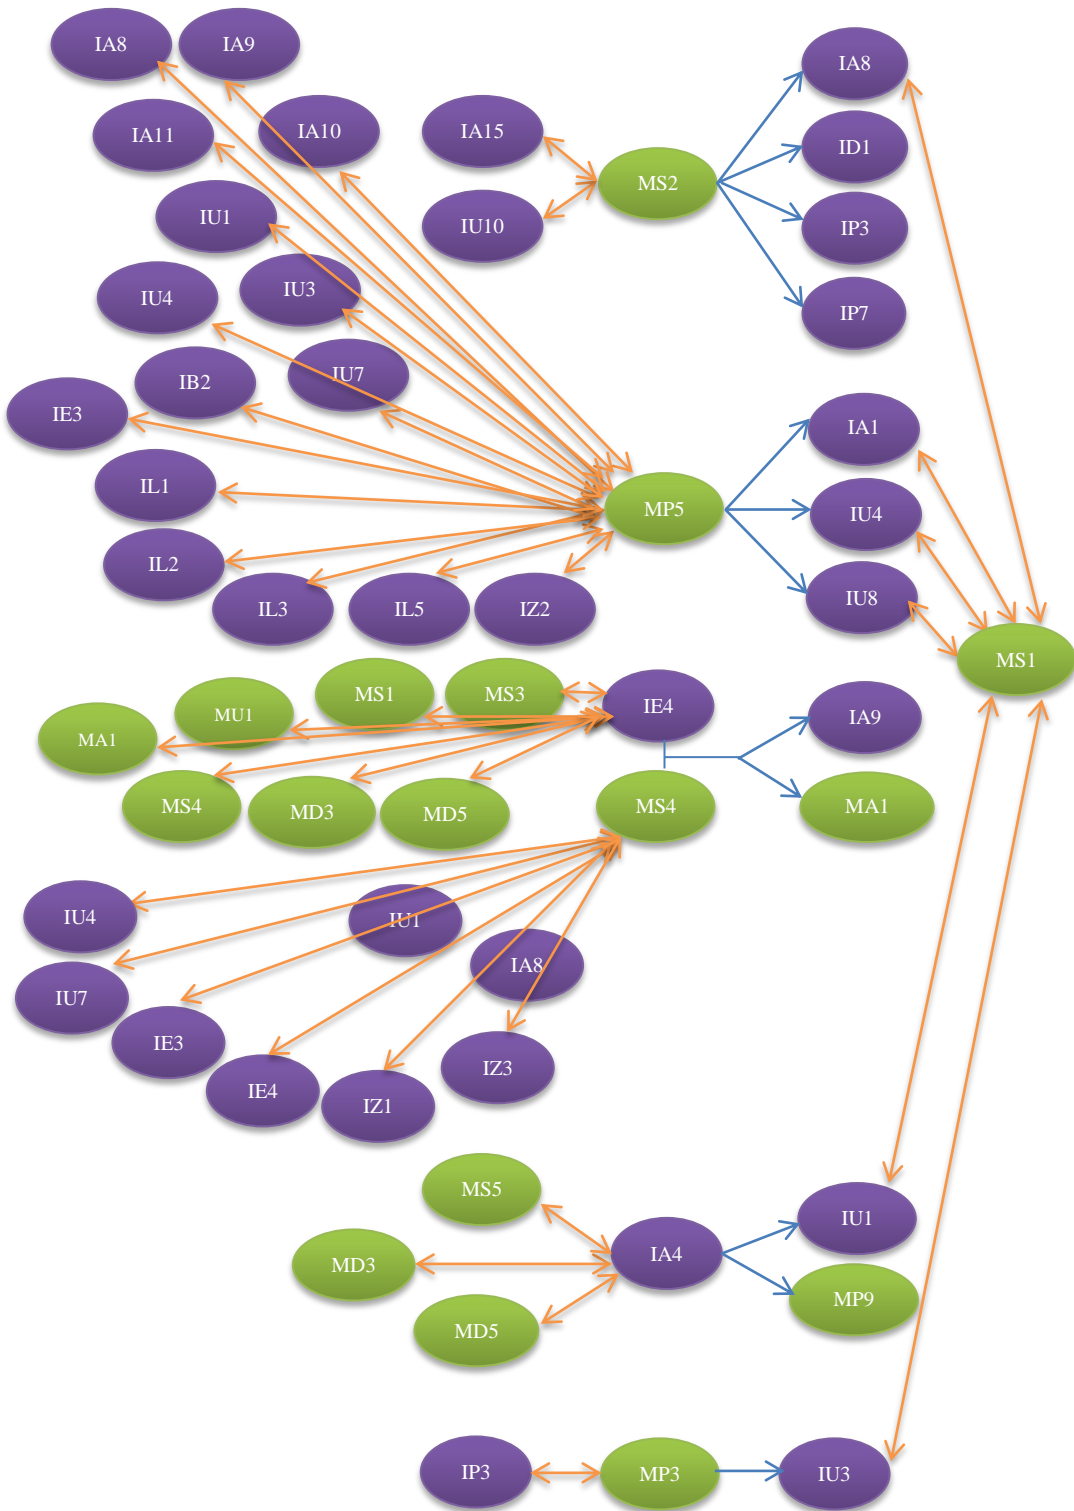 IA8
IA9
IA8
IA11
IA10
IA15
ID1
MS2
IU1
IU10
IP3
IU4
IU3
IP7
IB2
IU7
IE3
IA1
IL1
MP5
IU4
IL2
IL3
IL5
IZ2
IU8
MS1
MS1
MS3
IE4
MU1
MA1
IA9
MS4
MD3
MD5
MS4
MA1
IU4
IU1
IA8
IU7
IE3
IZ3
IE4
IZ1
MS5
IU1
MD3
IA4
MP9
MD5
IP3
MP3
IU3